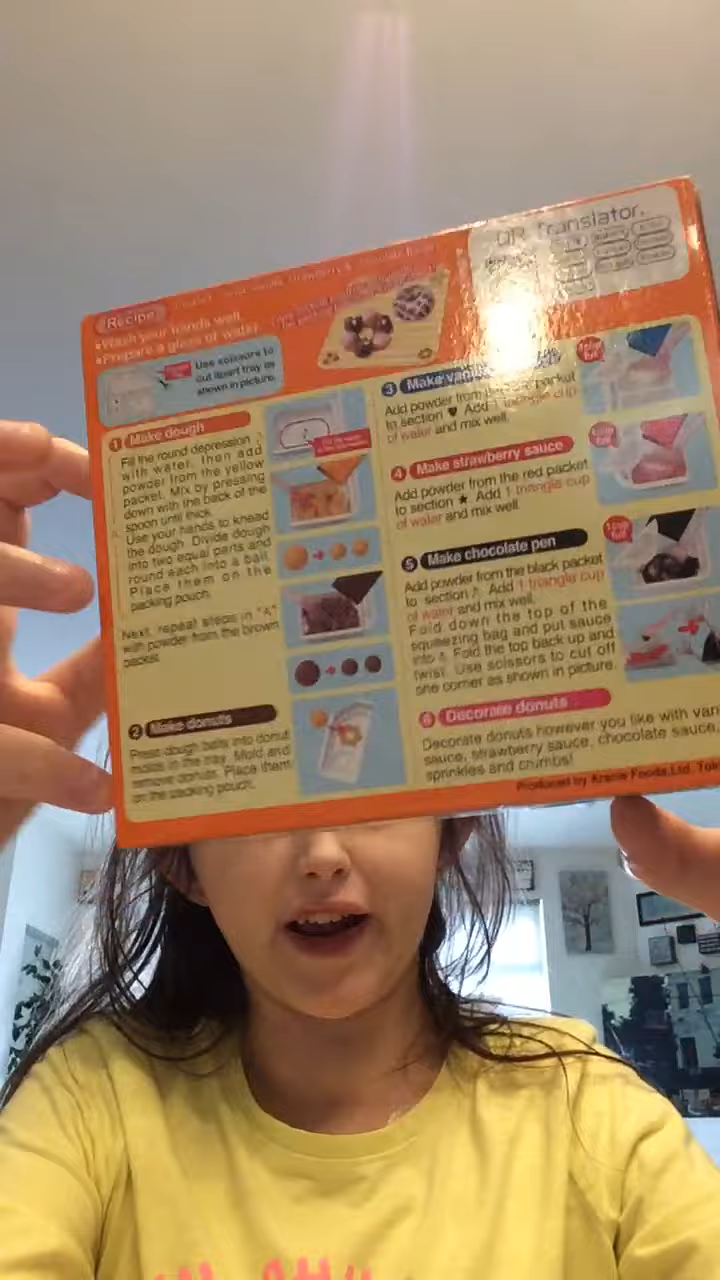 Recipe
Wash your hands well.
Prepare a glass of water.
Use scissors to
cut insert tray as
shown in picture.
QR Translator
1 Make dough
Fill the round depression
with water, then add
powder from the yellow
packet. Mix by pressing
down with the back of the
spoon until thick.
Use your hands to knead
the dough. Divide dough
into two equal parts and
round each into a ball.
Place them on the
packing pouch.
Next, repeat steps in "A"
with powder from the brown
packet.
2 Make donuts
Press dough balls into donut
molds in the tray. Mold and
remove donuts. Place them
on the packing pouch.
3 Make vanilla
Add powder from packet
to section ♥ Add 1 triangle cup
of water and mix well.
4 Make strawberry sauce
Add powder from the red packet
to section ★ Add 1 triangle cup
of water and mix well.
5 Make chocolate pen
Add powder from the black packet
to section ♪ Add 1 triangle cup
of water and mix well.
Fold down the top of the
squeezing bag and put sauce
into it. Fold the top back up and
twist. Use scissors to cut off
one corner as shown in picture.
6 Decorate donuts
Decorate donuts however you like with van
sauce, strawberry sauce, chocolate sauce,
sprinkles and crumbs!
Produced by Kracie Foods, Ltd. Tok